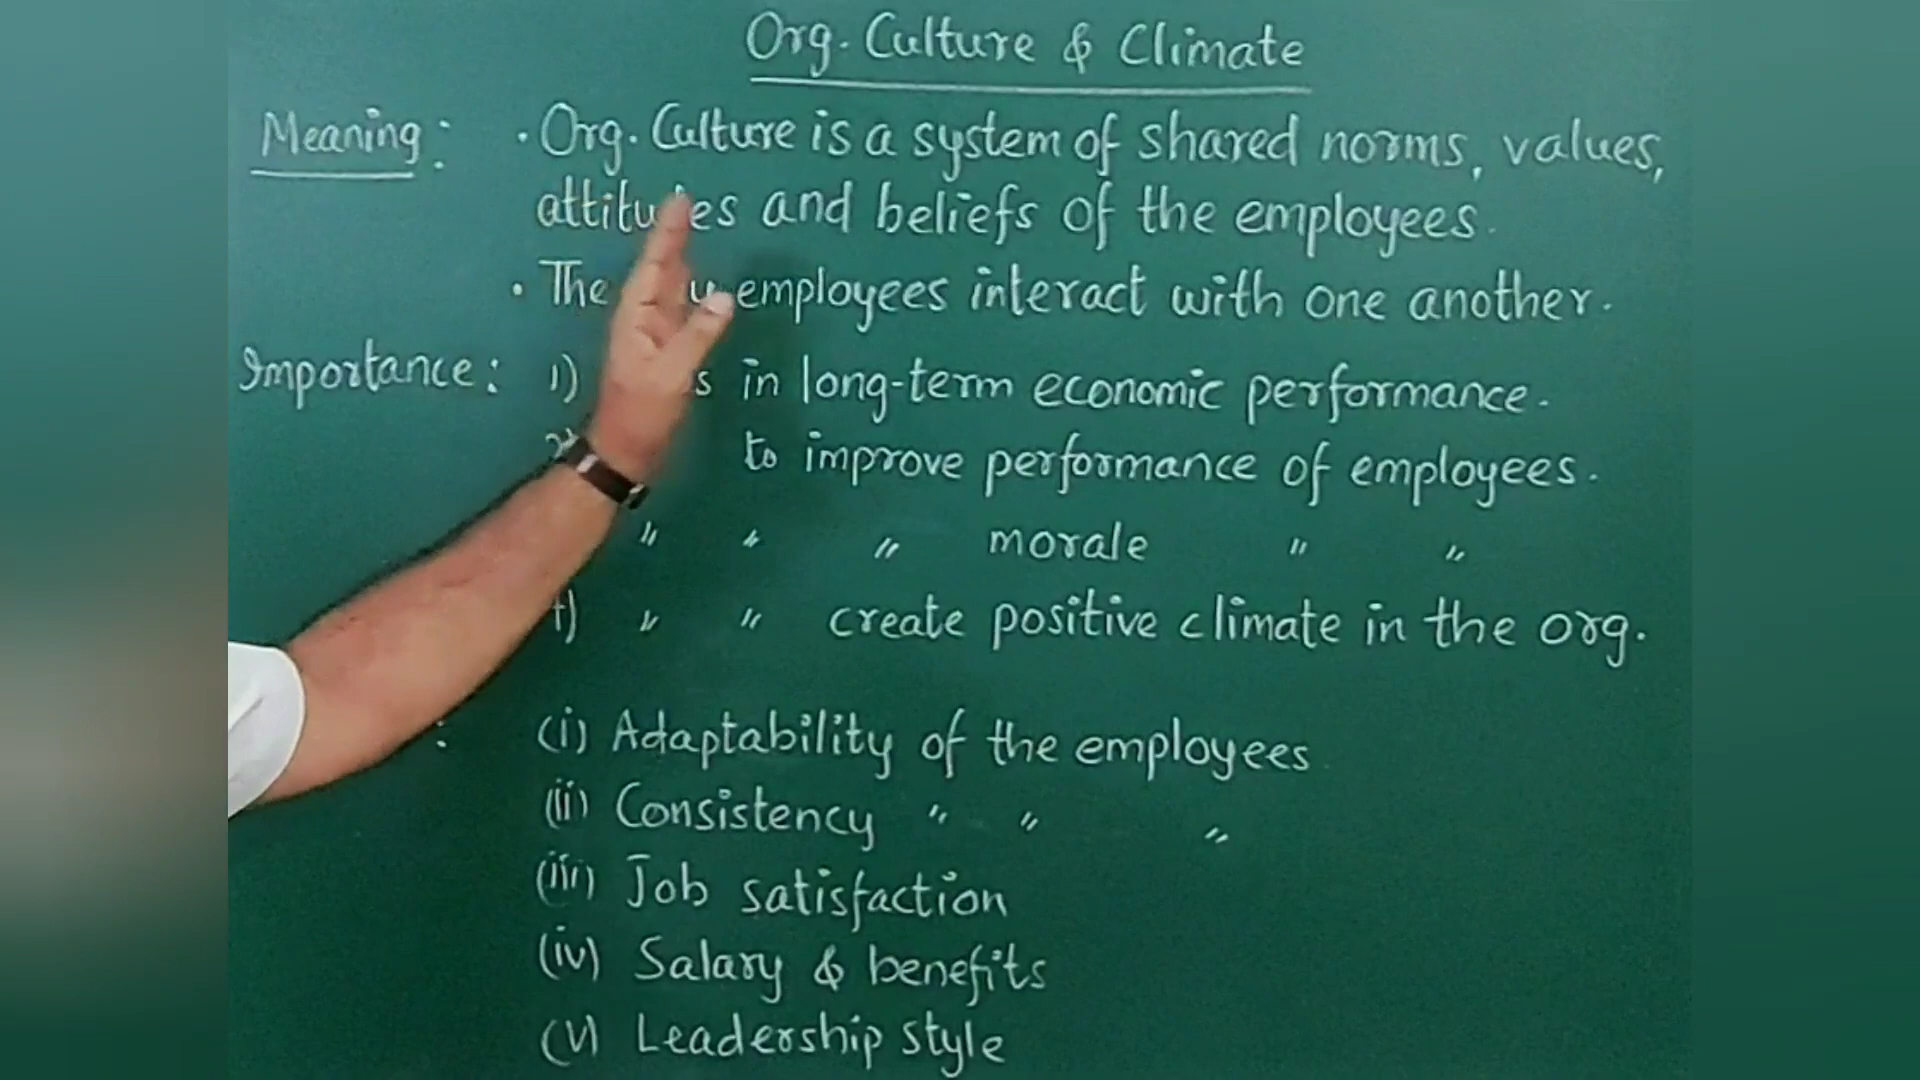 Org. Culture & Climate
Meaning : • Org. Culture is a system of shared norms, values,
attitudes and beliefs of the employees.
• The employees interact with one another.
Importance : 1) in long-term economic performance.
to improve performance of employees.
" " " morale " "
4) " " create positive climate in the org.
: (i) Adaptability of the employees
(ii) Consistency " " "
(iii) Job satisfaction
(iv) Salary & benefits
(v) Leadership style